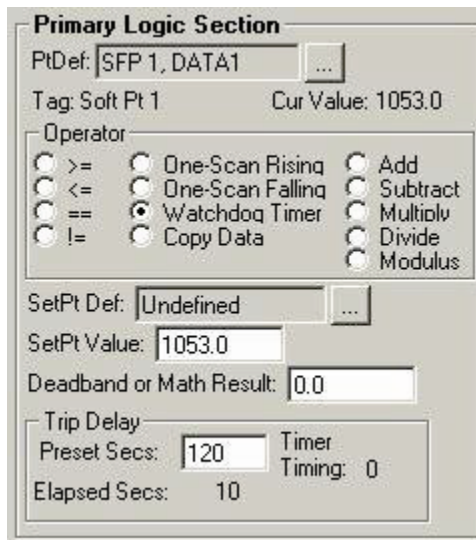 Primary Logic Section
PtDef: SFP 1, DATA1 ...
Tag: Soft Pt 1 Cur Value: 1053.0
Operator
>= One-Scan Rising Add
<= One-Scan Falling Subtract
== Watchdog Timer Multiply
!= Copy Data Divide
Modulus
SetPt Def: Undefined ...
SetPt Value: 1053.0
Deadband or Math Result: 0.0
Trip Delay
Preset Secs: 120 Timer
Timing: 0
Elapsed Secs: 10